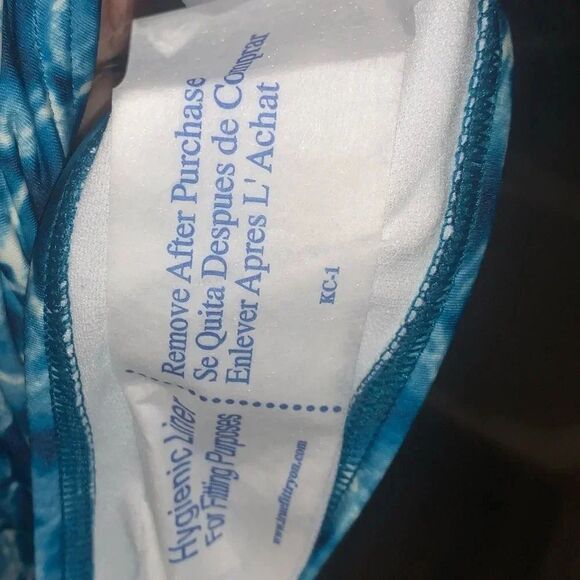 Hygienic Liner
For Fitting Purposes
Remove After Purchase
Se Quita Despues de Comprar
Enlever Apres L' Achat
KC-1